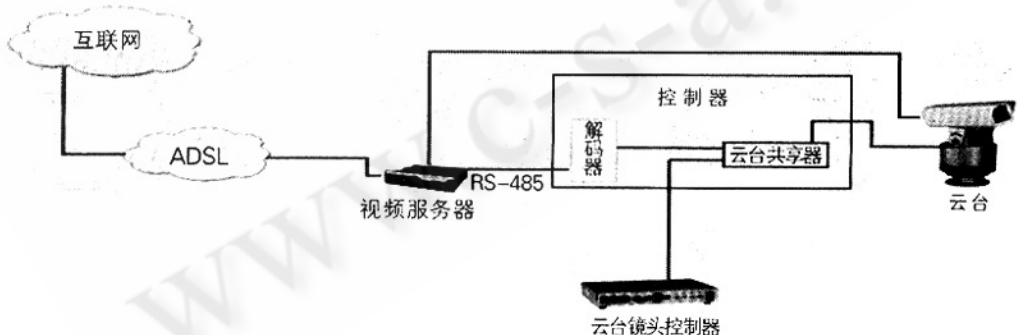 互联网
控制器
解码器
云台共享器
ADSL
RS-485
视频服务器
云台
云台镜头控制器
www.c-s-a.